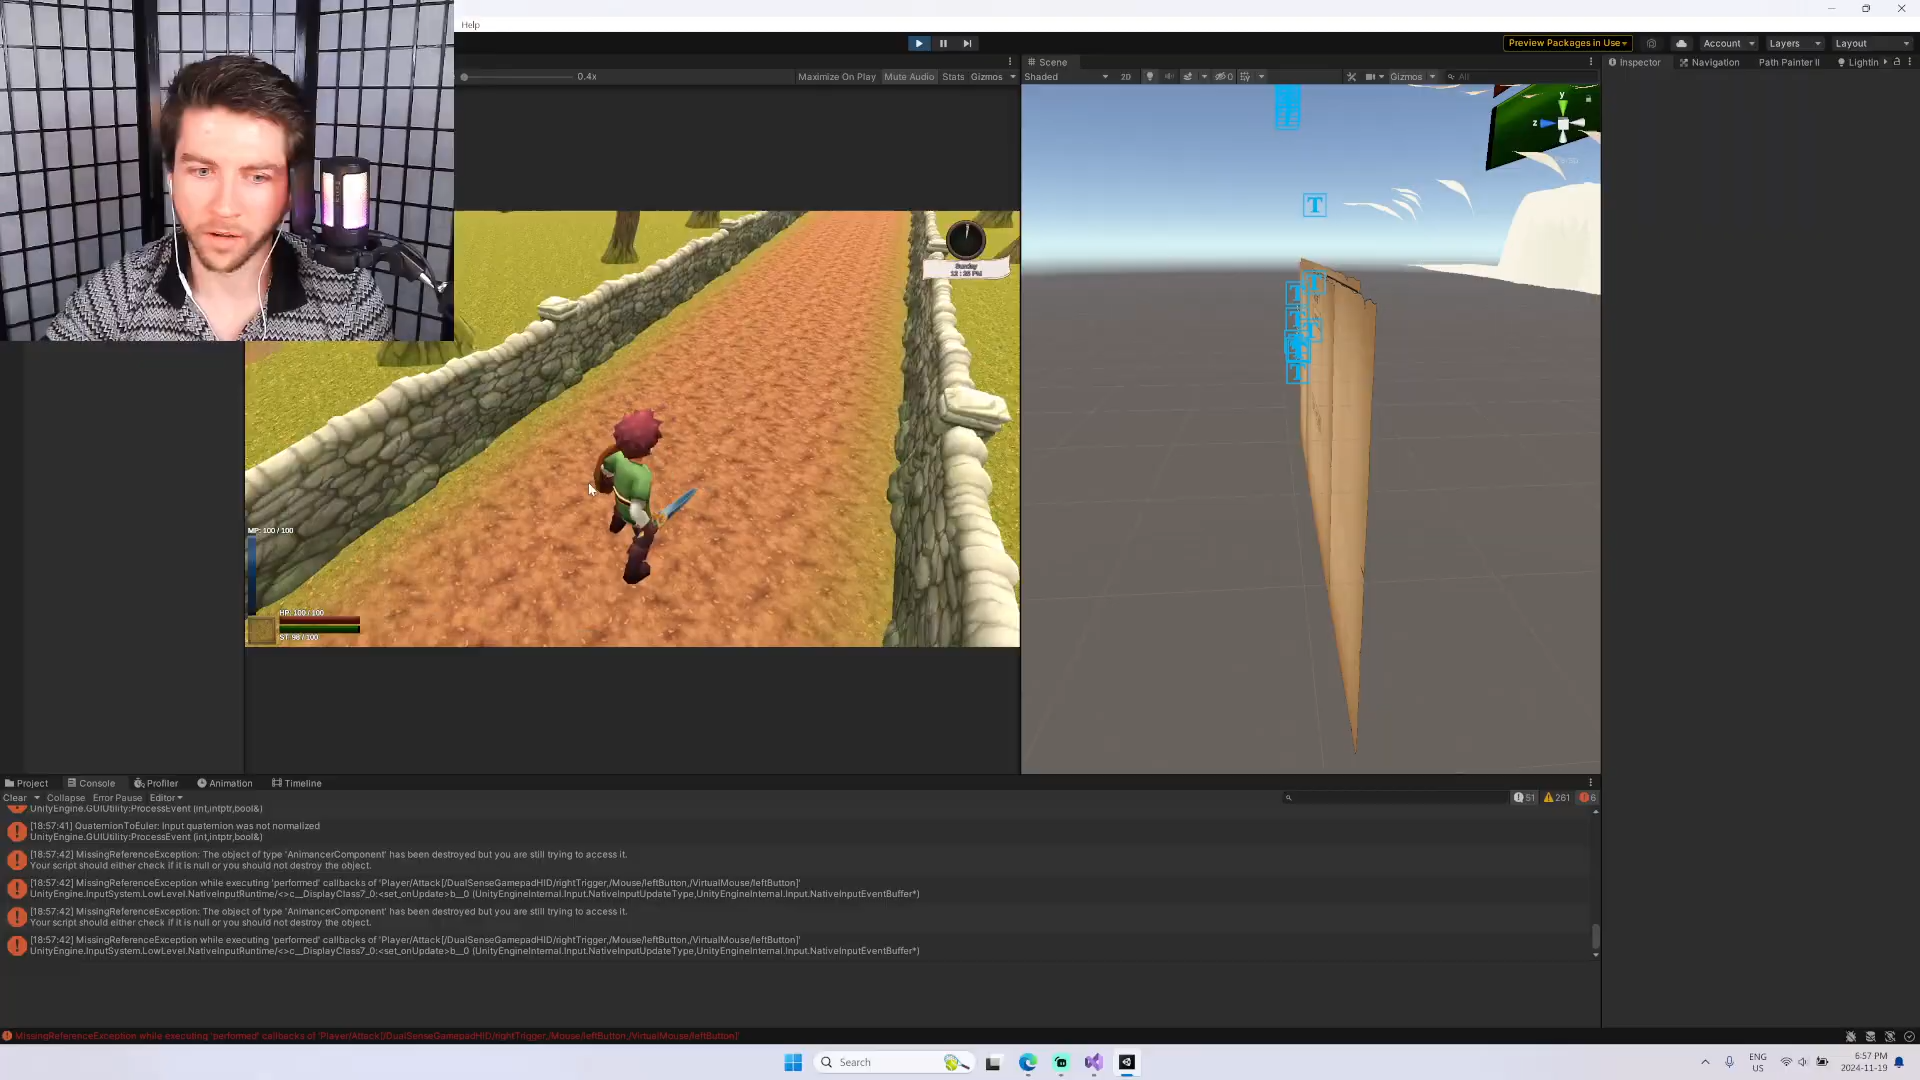 Help
Preview Packages in Use
Account
Layers
Layout
0.4x
Maximize On Play
Mute Audio
Stats
Gizmos
Scene
Shaded
2D
0
Gizmos
All
Inspector
Navigation
Path Painter II
Lightin
y
z
T
T
T
T
T
T
T
T
Sunday
MP: 100 / 100
HP: 100 / 100
ST: 98 / 100
Project
Console
Profiler
Animation
Timeline
Clear
Collapse
Error Pause
Editor
51
261
6
UnityEngine.GUIUtility:ProcessEvent (int,intptr,bool&)
[18:57:41] QuaternionToEuler: Input quaternion was not normalized
UnityEngine.GUIUtility:ProcessEvent (int,intptr,bool&)
[18:57:42] MissingReferenceException: The object of type 'AnimancerComponent' has been destroyed but you are still trying to access it.
Your script should either check if it is null or you should not destroy the object.
[18:57:42] MissingReferenceException while executing 'performed' callbacks of 'Player/Attack[/DualSenseGamepadHID/rightTrigger,/Mouse/leftButton,/VirtualMouse/leftButton]'
UnityEngine.InputSystem.LowLevel.NativeInputRuntime/<>c__DisplayClass7_0:<set_onUpdate>b__0 (UnityEngineInternal.Input.NativeInputUpdateType,UnityEngineInternal.Input.NativeInputEventBuffer*)
[18:57:42] MissingReferenceException: The object of type 'AnimancerComponent' has been destroyed but you are still trying to access it.
Your script should either check if it is null or you should not destroy the object.
[18:57:42] MissingReferenceException while executing 'performed' callbacks of 'Player/Attack[/DualSenseGamepadHID/rightTrigger,/Mouse/leftButton,/VirtualMouse/leftButton]'
UnityEngine.InputSystem.LowLevel.NativeInputRuntime/<>c__DisplayClass7_0:<set_onUpdate>b__0 (UnityEngineInternal.Input.NativeInputUpdateType,UnityEngineInternal.Input.NativeInputEventBuffer*)
MissingReferenceException while executing 'performed' callbacks of 'Player/Attack[/DualSenseGamepadHID/rightTrigger,/Mouse/leftButton,/VirtualMouse/leftButton]'
Search
ENG
US
6:57 PM
2024-11-19